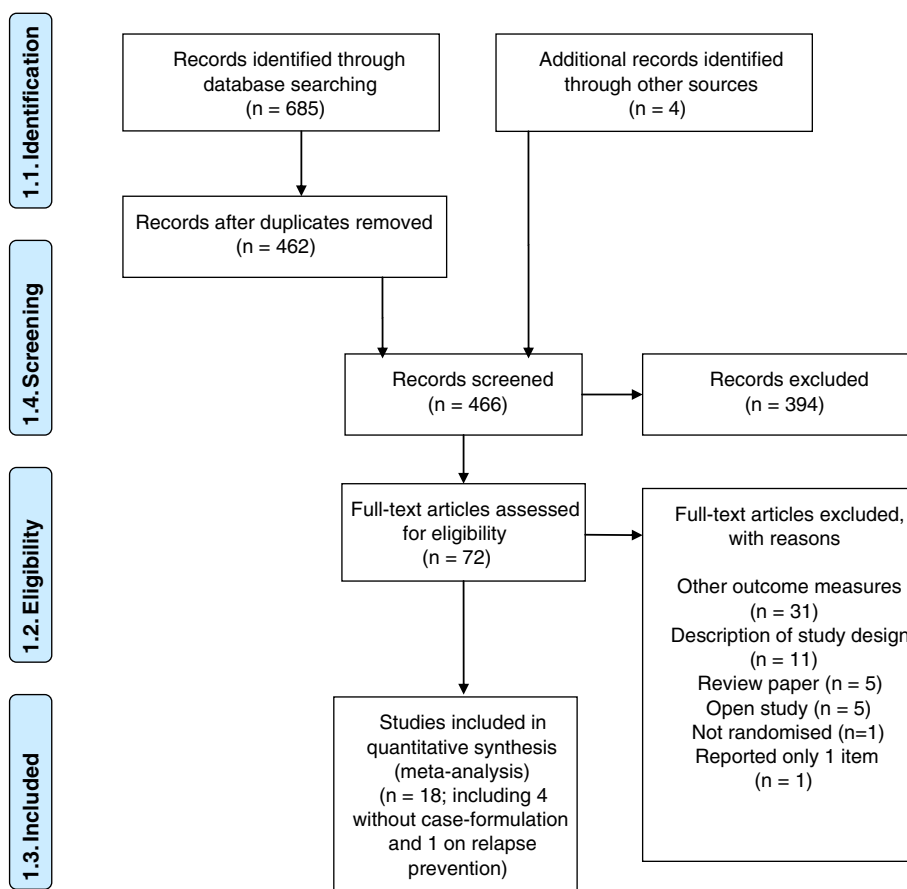 1.1. Identification
Records identified through
database searching
(n = 685)
Additional records identified
through other sources
(n = 4)
Records after duplicates removed
(n = 462)
1.4. Screening
Records screened
(n = 466)
Records excluded
(n = 394)
1.2. Eligibility
Full-text articles assessed
for eligibility
(n = 72)
Full-text articles excluded,
with reasons
Other outcome measures
(n = 31)
Description of study design
(n = 11)
Review paper (n = 5)
Open study (n = 5)
Not randomised (n=1)
Reported only 1 item
(n = 1)
1.3. Included
Studies included in
quantitative synthesis
(meta-analysis)
(n = 18; including 4
without case-formulation
and 1 on relapse
prevention)